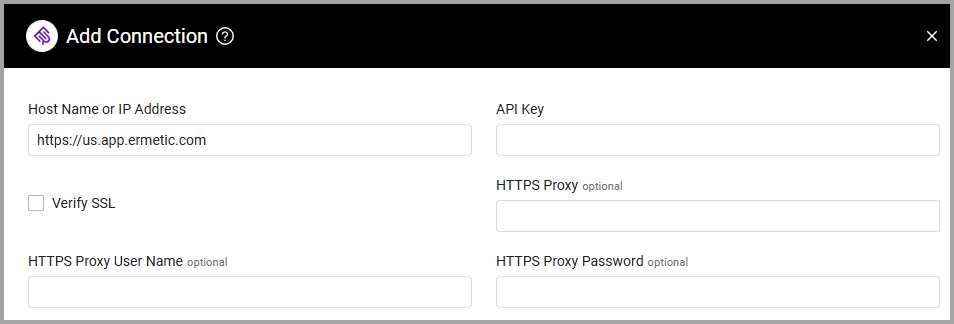 Add Connection ?
Host Name or IP Address
https://us.app.ermetic.com
API Key
Verify SSL
HTTPS Proxy optional
HTTPS Proxy User Name optional
HTTPS Proxy Password optional